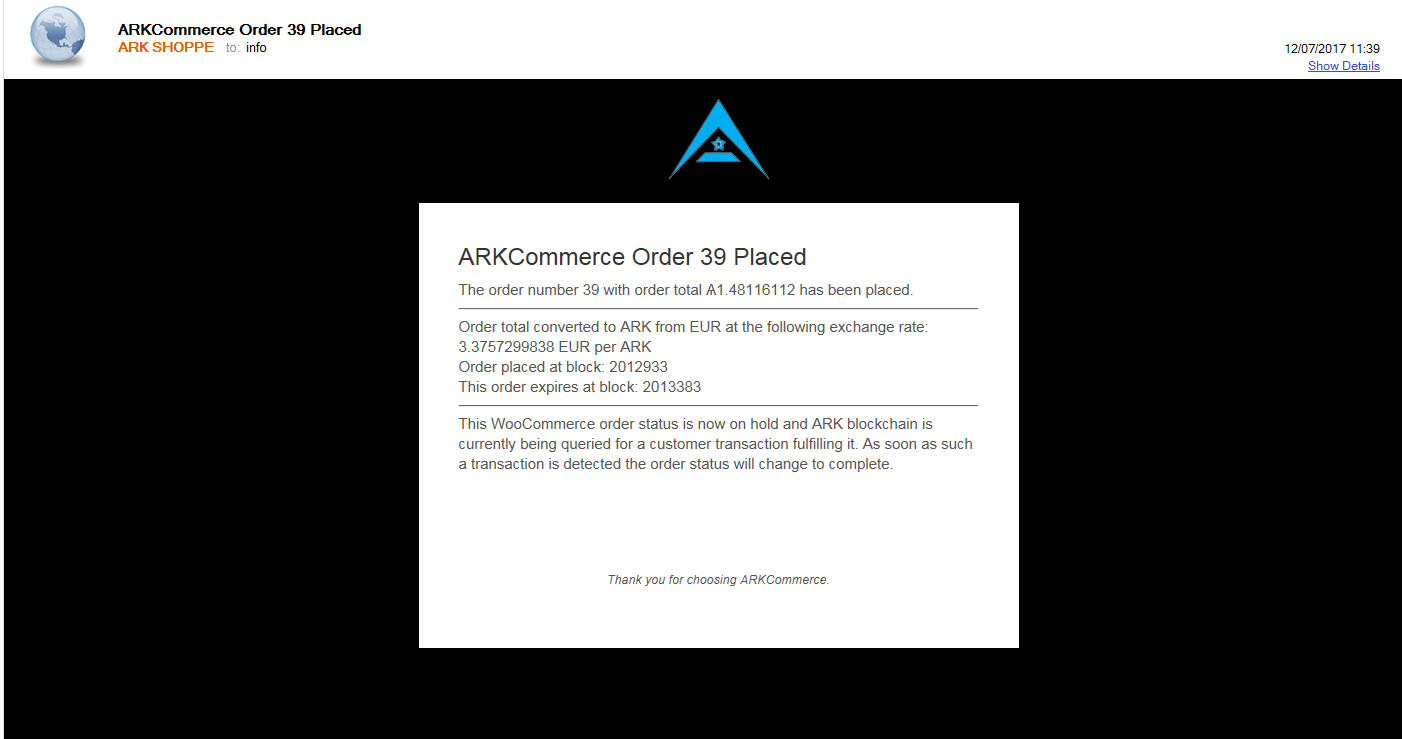 ARKCommerce Order 39 Placed
ARK SHOPPE to: info
12/07/2017 11:39
Show Details
ARKCommerce Order 39 Placed
The order number 39 with order total Ѧ1.48116112 has been placed.
Order total converted to ARK from EUR at the following exchange rate:
3.3757299838 EUR per ARK
Order placed at block: 2012933
This order expires at block: 2013383
This WooCommerce order status is now on hold and ARK blockchain is
currently being queried for a customer transaction fulfilling it. As soon as such
a transaction is detected the order status will change to complete.
Thank you for choosing ARKCommerce.